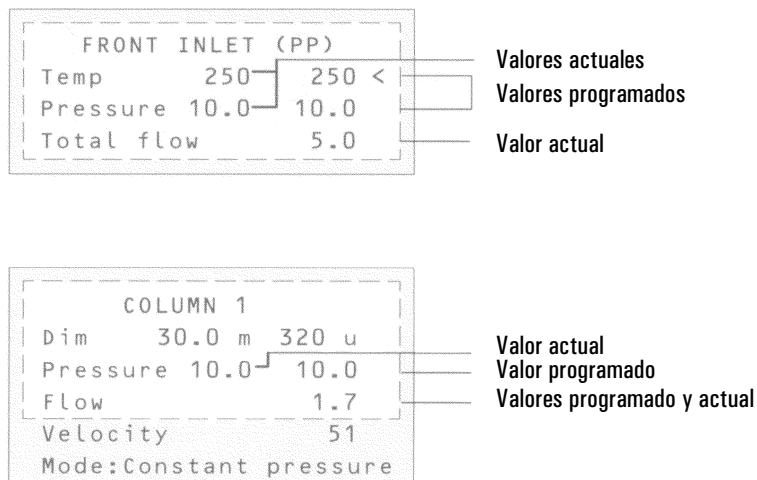 FRONT INLET (PP)
Temp 250 250 <
Pressure 10.0 10.0
Total flow 5.0
Valores actuales
Valores programados
Valor actual
COLUMN 1
Dim 30.0 m 320 u
Pressure 10.0 10.0
Flow 1.7
Velocity 51
Mode:Constant pressure
Valor actual
Valor programado
Valores programado y actual